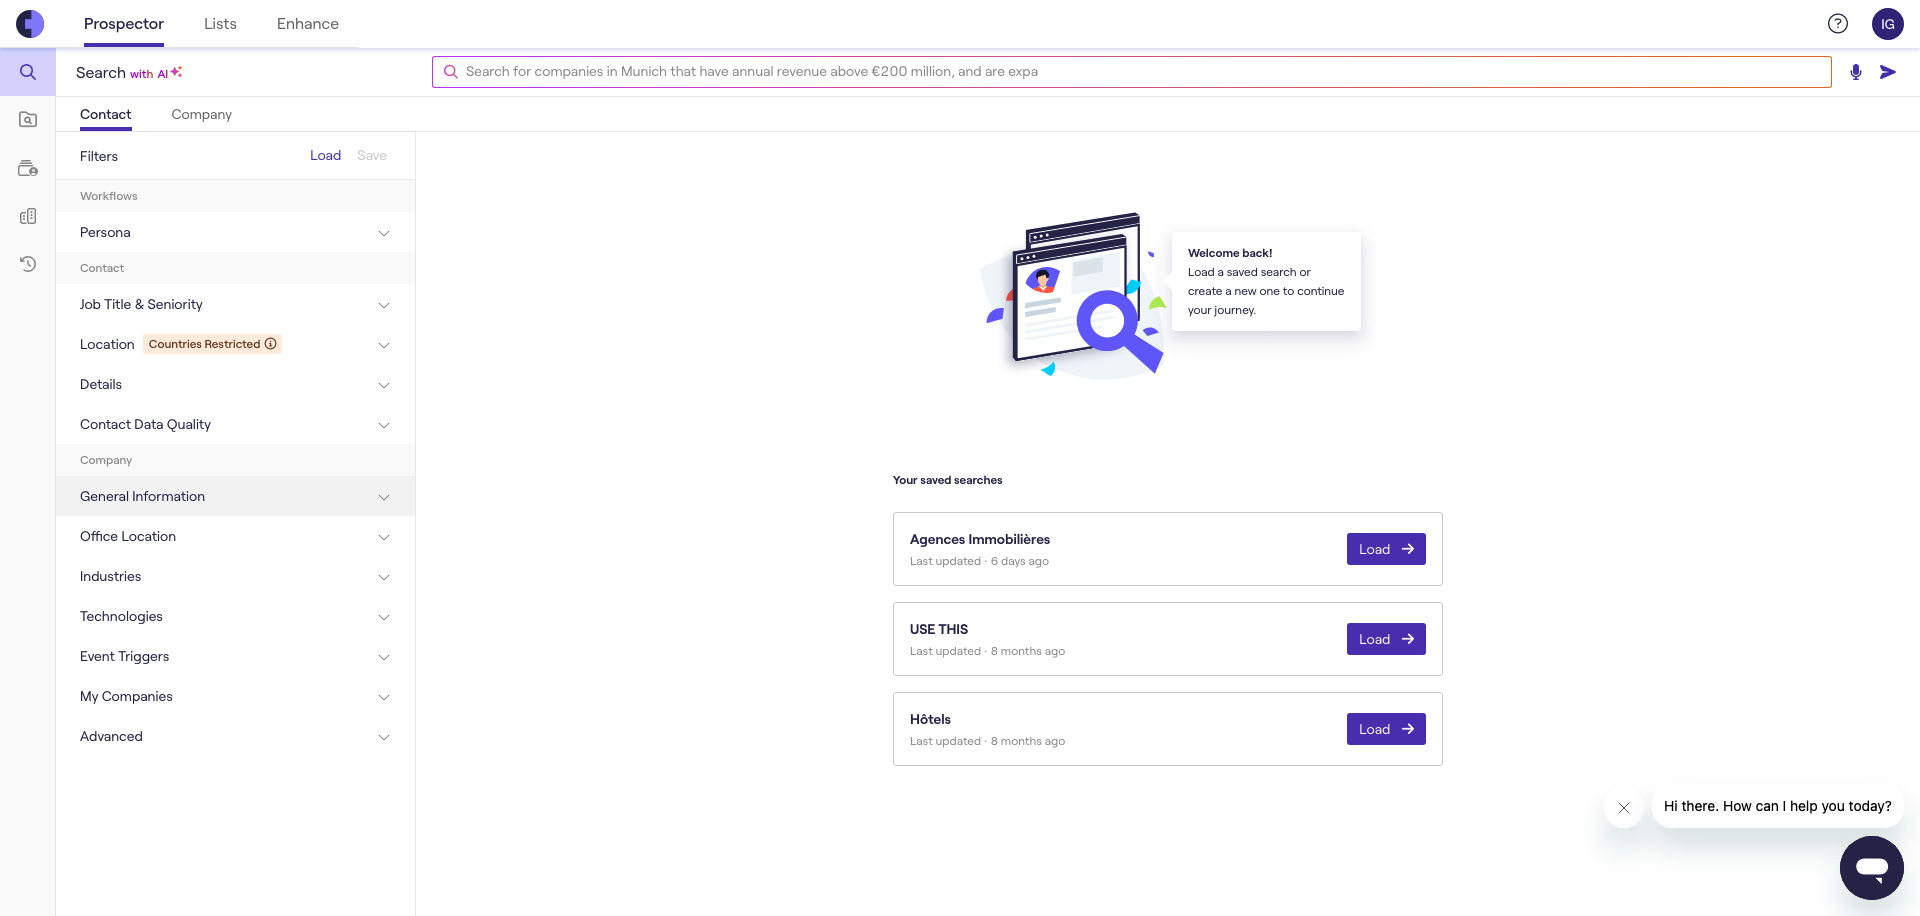 Prospector
Lists
Enhance
IG
Search with AI
Search for companies in Munich that have annual revenue above €200 million, and are expa
Contact
Company
Filters
Load
Save
Workflows
Persona
Contact
Job Title & Seniority
Location
Countries Restricted
Details
Contact Data Quality
Company
General Information
Office Location
Industries
Technologies
Event Triggers
My Companies
Advanced
Welcome back!
Load a saved search or
create a new one to continue
your journey.
Your saved searches
Agences Immobilières
Last updated · 6 days ago
Load
USE THIS
Last updated · 8 months ago
Load
Hôtels
Last updated · 8 months ago
Load
Hi there. How can I help you today?